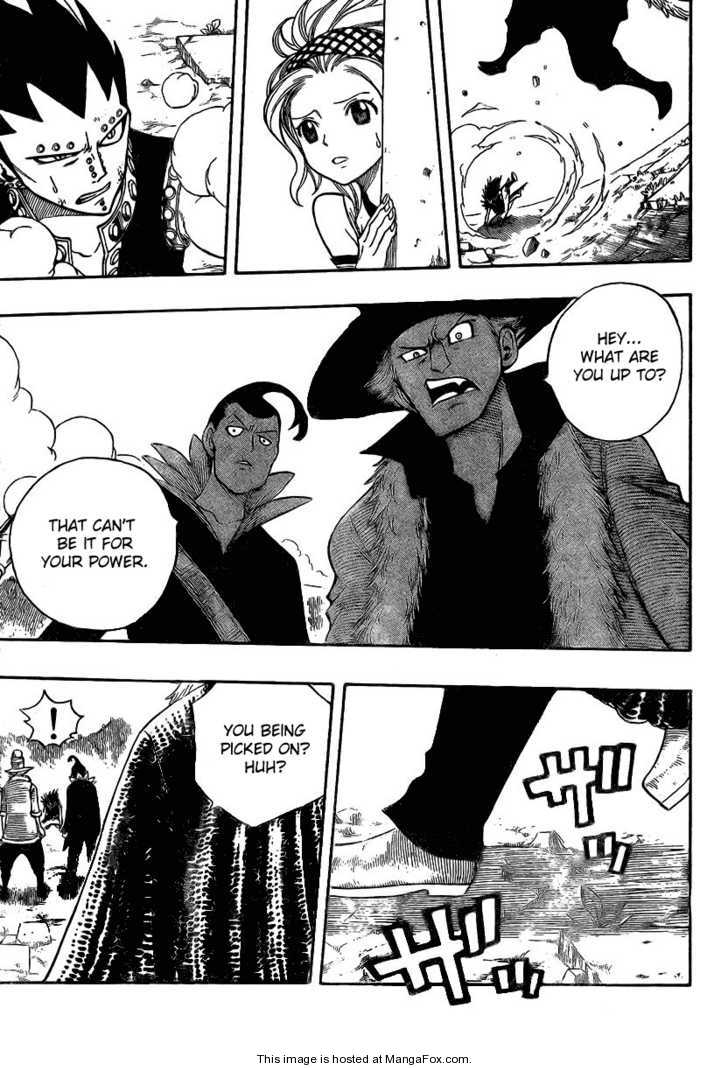 HEY...
WHAT ARE
YOU UP TO?
THAT CAN'T
BE IT FOR
YOUR POWER.
ザッ
ザッ
YOU BEING
PICKED ON?
HUH?
!
This image is hosted at MangaFox.com.